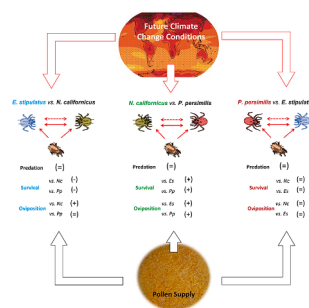 Future Climate
Change Conditions
E. stipulatus vs. N. californicus
Predation (=)
Survival
vs. Nc (-)
vs. Pp (-)
Oviposition
vs. Nc (+)
vs. Pp (=)
N. californicus vs. P. persimilis
Predation (=)
Survival
vs. Es (+)
vs. Pp (+)
Oviposition
vs. Es (+)
vs. Pp (+)
P. persimilis vs. E. stipulatus
Predation (=)
Survival
vs. Nc (=)
vs. Es (=)
Oviposition
vs. Nc (=)
vs. Es (=)
Pollen Supply